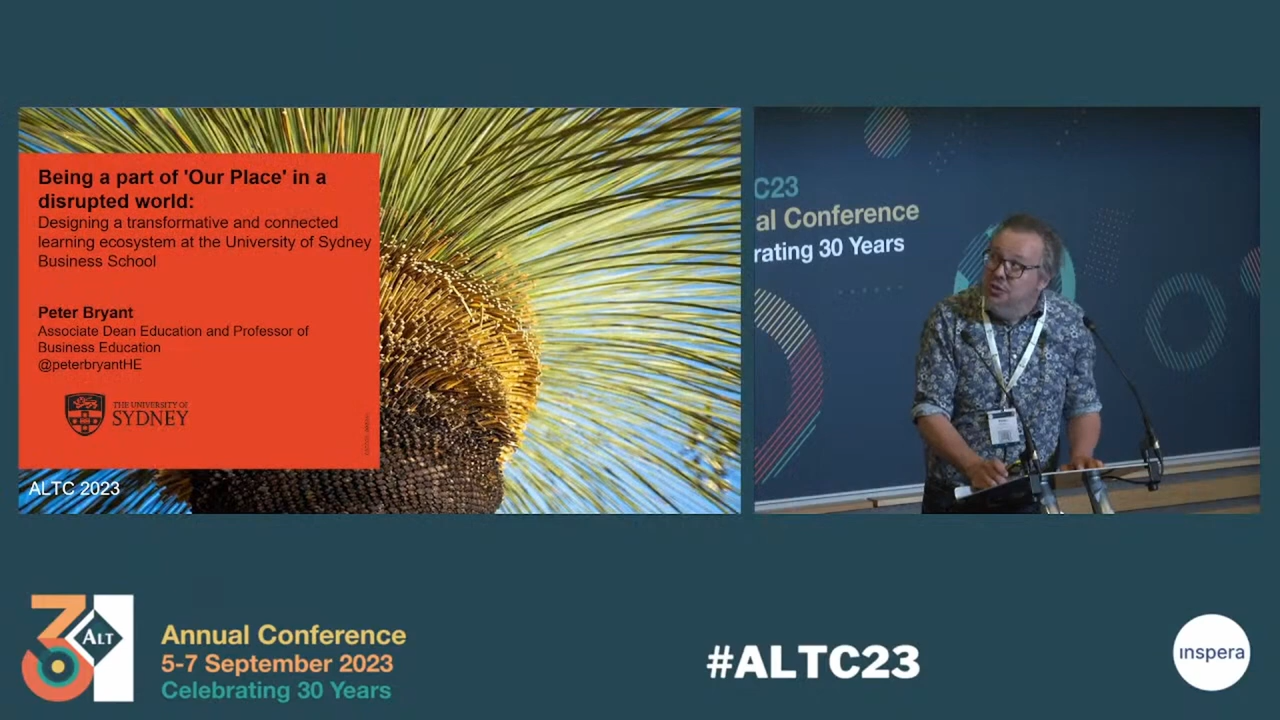 Being a part of 'Our Place' in a
disrupted world:
Designing a transformative and connected
learning ecosystem at the University of Sydney
Business School
Peter Bryant
Associate Dean Education and Professor of
Business Education
@peterbryantHE
THE UNIVERSITY OF
SYDNEY
ALTC 2023
C23
al Conference
rating 30 Years
ALT
Annual Conference
5-7 September 2023
Celebrating 30 Years
#ALTC23
inspera